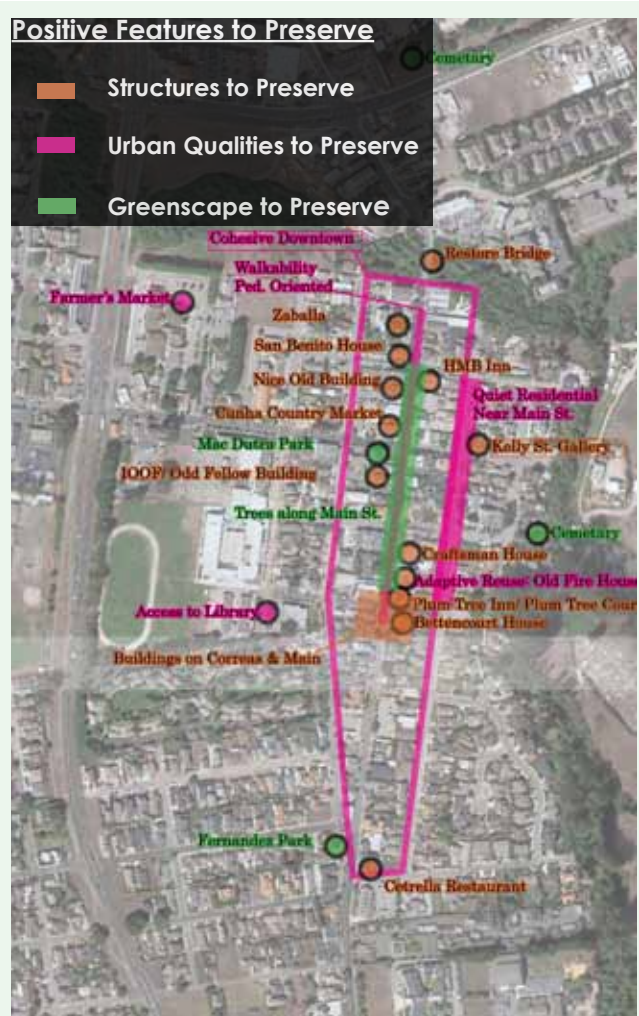 Positive Features to Preserve
Structures to Preserve
Urban Qualities to Preserve
Greenscape to Preserve
Cemetary
Cohesive Downtown
Restore Bridge
Walkability
Ped. Oriented
Farmer's Market
Zaballa
San Benito House
HMB Inn
Nice Old Building
Quiet Residential
Near Main St.
Cunha Country Market
Mac Dutra Park
Kelly St. Gallery
IOOF/ Odd Fellow Building
Trees along Main St.
Cemetary
Craftsman House
Adaptive Reuse: Old Fire House
Plum Tree Inn/ Plum Tree Cour
Access to Library
Bettencourt House
Buildings on Correas & Main
Fernandez Park
Cetrella Restaurant